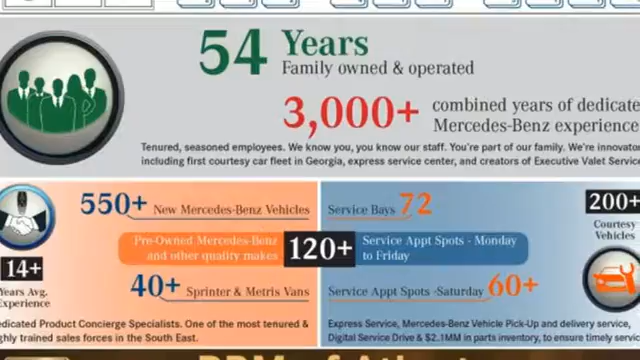 54 Years
Family owned & operated
3,000+ combined years of dedicate
Mercedes-Benz experience
Tenured, seasoned employees. We know you, you know our staff. You're part of our family. We're innovator
including first courtesy car fleet in Georgia, express service center, and creators of Executive Valet Service
550+ New Mercedes-Benz Vehicles
Pre-Owned Mercedes-Benz
and other quality makes
120+
40+ Sprinter & Metris Vans
14+
Years Avg.
Experience
edicated Product Concierge Specialists. One of the most tenured &
ghly trained sales forces in the South East.
Service Bays 72
Service Appt Spots - Monday
to Friday
Service Appt Spots -Saturday 60+
200+
Courtesy
Vehicles
Express Service, Mercedes-Benz Vehicle Pick-Up and delivery service,
Digital Service Drive & $2.1MM in parts inventory, to ensure timely servic